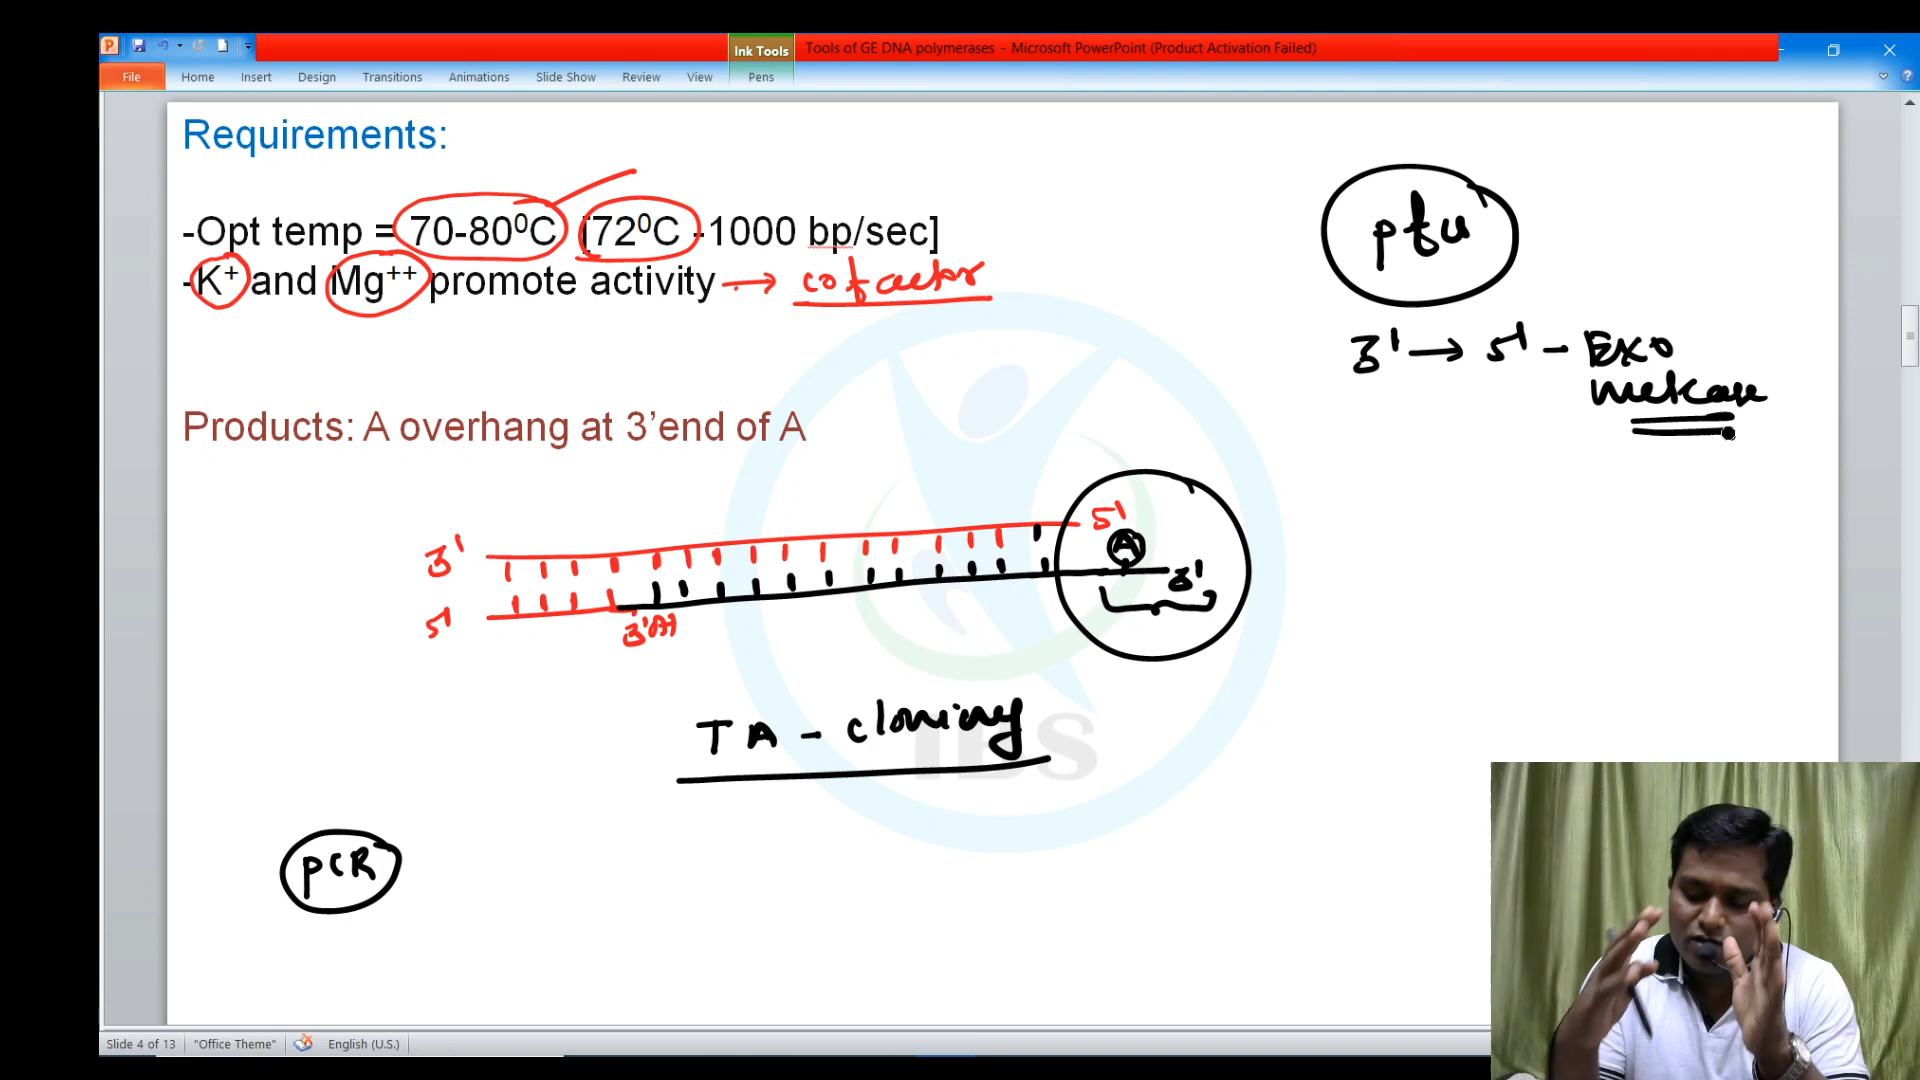 Ink Tools
Tools of GE DNA polymerases - Microsoft PowerPoint (Product Activation Failed)
File Home Insert Design Transitions Animations Slide Show Review View Pens
Requirements:
-Opt temp = 70-80⁰C [72⁰C -1000 bp/sec]
-K⁺ and Mg⁺⁺ promote activity → cofactor
pfu
3' → 5' - Exo
Products: A overhang at 3'end of A
3' 5'
A
5' 3'
3'
TA - cloning
IBS
PCR
Slide 4 of 13 "Office Theme" English (U.S.)